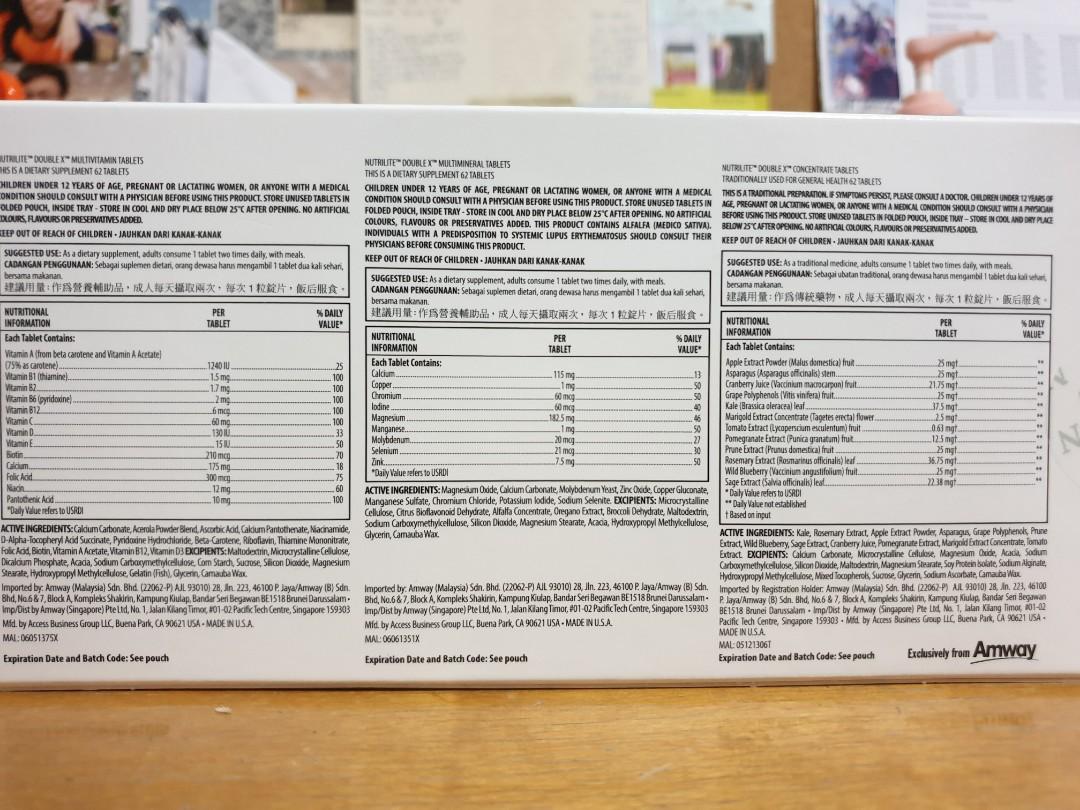 UTRILITE™ DOUBLE X™ MULTIVITAMIN TABLETS
HIS IS A DIETARY SUPPLEMENT 62 TABLETS
HILDREN UNDER 12 YEARS OF AGE, PREGNANT OR LACTATING WOMEN, OR ANYONE WITH A MEDICAL
ONDITION SHOULD CONSULT WITH A PHYSICIAN BEFORE USING THIS PRODUCT. STORE UNUSED TABLETS IN
OLDED POUCH, INSIDE TRAY - STORE IN COOL AND DRY PLACE BELOW 25°C AFTER OPENING. NO ARTIFICIAL
OLOURS, FLAVOURS OR PRESERVATIVES ADDED.
KEEP OUT OF REACH OF CHILDREN • JAUHKAN DARI KANAK-KANAK
SUGGESTED USE: As a dietary supplement, adults consume 1 tablet two times daily, with meals.
CADANGAN PENGGUNAAN: Sebagai suplemen dietari, orang dewasa harus mengambil 1 tablet dua kali sehari,
bersama makanan.
建議用量：作爲營養輔助品，成人每天攝取兩次，每次 1 粒錠片，飯后服食。
NUTRITIONAL INFORMATION PER TABLET % DAILY VALUE*
Each Tablet Contains:
Vitamin A (from beta carotene and Vitamin A Acetate)
(75% as carotene) 1240 IU 25
Vitamin B1 (thiamine) 1.5 mg 100
Vitamin B2 1.7 mg 100
Vitamin B6 (pyridoxine) 2 mg 100
Vitamin B12 6 mcg 100
Vitamin C 60 mg 100
Vitamin D 130 IU 33
Vitamin E 15 IU 50
Biotin 210 mcg 70
Calcium 175 mg 18
Folic Acid 300 mcg 75
Niacin 12 mg 60
Pantothenic Acid 10 mg 100
*Daily Value refers to USRDI
ACTIVE INGREDIENTS: Calcium Carbonate, Acerola Powder Blend, Ascorbic Acid, Calcium Pantothenate, Niacinamide,
D-Alpha-Tocopheryl Acid Succinate, Pyridoxine Hydrochloride, Beta-Carotene, Riboflavin, Thiamine Mononitrate,
Folic Acid, Biotin, Vitamin A Acetate, Vitamin B12, Vitamin D3 EXCIPIENTS: Maltodextrin, Microcrystalline Cellulose,
Dicalcium Phosphate, Acacia, Sodium Carboxymethylcellulose, Corn Starch, Sucrose, Silicon Dioxide, Magnesium
Stearate, Hydroxypropyl Methylcellulose, Gelatin (Fish), Glycerin, Carnauba Wax.
Imported by: Amway (Malaysia) Sdn. Bhd. (22062-P) AJL 93010) 28, Jln. 223, 46100 P. Jaya/Amway (B) Sdn.
Bhd, No.6 & 7, Block A, Kompleks Shakirin, Kampung Kiulap, Bandar Seri Begawan BE1518 Brunei Darussalam •
Imp/Dist by Amway (Singapore) Pte Ltd, No. 1, Jalan Kilang Timor, #01-02 Pacific Tech Centre, Singapore 159303
Mfd. by Access Business Group LLC, Buena Park, CA 90621 USA • MADE IN U.S.A.
MAL: 06051375X
Expiration Date and Batch Code: See pouch
NUTRILITE™ DOUBLE X™ MULTIMINERAL TABLETS
THIS IS A DIETARY SUPPLEMENT 62 TABLETS
CHILDREN UNDER 12 YEARS OF AGE, PREGNANT OR LACTATING WOMEN, OR ANYONE WITH A MEDICAL
CONDITION SHOULD CONSULT WITH A PHYSICIAN BEFORE USING THIS PRODUCT. STORE UNUSED TABLETS IN
FOLDED POUCH, INSIDE TRAY - STORE IN COOL AND DRY PLACE BELOW 25°C AFTER OPENING. NO ARTIFICIAL
COLOURS, FLAVOURS OR PRESERVATIVES ADDED. THIS PRODUCT CONTAINS ALFALFA (MEDICO SATIVA).
INDIVIDUALS WITH A PREDISPOSITION TO SYSTEMIC LUPUS ERYTHEMATOSUS SHOULD CONSULT THEIR
PHYSICIANS BEFORE CONSUMING THIS PRODUCT.
KEEP OUT OF REACH OF CHILDREN • JAUHKAN DARI KANAK-KANAK
SUGGESTED USE: As a dietary supplement, adults consume 1 tablet two times daily, with meals.
CADANGAN PENGGUNAAN: Sebagai suplemen dietari, orang dewasa harus mengambil 1 tablet dua kali sehari,
bersama makanan.
建議用量：作爲營養輔助品，成人每天攝取兩次，每次 1 粒錠片，飯后服食。
NUTRITIONAL INFORMATION PER TABLET % DAILY VALUE*
Each Tablet Contains:
Calcium 115 mg 13
Copper 1 mg 50
Chromium 60 mcg 50
Iodine 60 mcg 40
Magnesium 182.5 mg 46
Manganese 1 mg 50
Molybdenum 20 mcg 27
Selenium 21 mcg 30
Zinc 7.5 mg 50
*Daily Value refers to USRDI
ACTIVE INGREDIENTS: Magnesium Oxide, Calcium Carbonate, Molybdenum Yeast, Zinc Oxide, Copper Gluconate,
Manganese Sulfate, Chromium Chloride, Potassium Iodide, Sodium Selenite. EXCIPIENTS: Microcrystalline
Cellulose, Citrus Bioflavonoid Dehydrate, Alfalfa Concentrate, Oregano Extract, Broccoli Dehydrate, Maltodextrin,
Sodium Carboxymethylcellulose, Silicon Dioxide, Magnesium Stearate, Acacia, Hydroxypropyl Methylcellulose,
Glycerin, Carnauba Wax.
Imported by: Amway (Malaysia) Sdn. Bhd. (22062-P) AJL 93010) 28, Jln. 223, 46100 P. Jaya/Amway (B) Sdn.
Bhd, No.6 & 7, Block A, Kompleks Shakirin, Kampung Kiulap, Bandar Seri Begawan BE1518 Brunei Darussalam •
Imp/Dist by Amway (Singapore) Pte Ltd, No. 1, Jalan Kilang Timor, #01-02 Pacific Tech Centre, Singapore 159303
Mfd. by Access Business Group LLC, Buena Park, CA 90621 USA • MADE IN U.S.A.
MAL: 06061351X
Expiration Date and Batch Code: See pouch
NUTRILITE™ DOUBLE X™ CONCENTRATE TABLETS
TRADITIONALLY USED FOR GENERAL HEALTH 62 TABLETS
THIS IS A TRADITIONAL PREPARATION. IF SYMPTOMS PERSIST, PLEASE CONSULT A DOCTOR. CHILDREN UNDER 12 YEARS OF
AGE, PREGNANT OR LACTATING WOMEN, OR ANYONE WITH A MEDICAL CONDITION SHOULD CONSULT WITH A PHYSICIAN
BEFORE USING THIS PRODUCT. STORE UNUSED TABLETS IN FOLDED POUCH, INSIDE TRAY - STORE IN COOL AND DRY PLACE
BELOW 25°C AFTER OPENING. NO ARTIFICIAL COLOURS, FLAVOURS OR PRESERVATIVES ADDED.
KEEP OUT OF REACH OF CHILDREN • JAUHKAN DARI KANAK-KANAK
SUGGESTED USE: As a traditional medicine, adults consume 1 tablet two times daily, with meals.
CADANGAN PENGGUNAAN: Sebagai ubatan traditional, orang dewasa harus mengambil 1 tablet dua kali sehari,
bersama makanan.
建議用量：作爲傳統藥物，成人每天攝取兩次，每次 1 粒錠片，飯后服食。
NUTRITIONAL INFORMATION PER TABLET % DAILY VALUE*
Each Tablet Contains:
Apple Extract Powder (Malus domestica) fruit 25 mg† **
Asparagus (Asparagus officinalis) stem 25 mg† **
Cranberry Juice (Vaccinium macrocarpon) fruit 21.75 mg† **
Grape Polyphenols (Vitis vinifera) fruit 25 mg† **
Kale (Brassica oleracea) leaf 37.5 mg† **
Marigold Extract Concentrate (Tagetes erecta) flower 2.5 mg† **
Tomato Extract (Lycopersicum esculentum) fruit 0.63 mg† **
Pomegranate Extract (Punica granatum) fruit 12.5 mg† **
Prune Extract (Prunus domestica) fruit 25 mg† **
Rosemary Extract (Rosmarinus officinalis) leaf 36.75 mg† **
Wild Blueberry (Vaccinium angustifolium) fruit 25 mg† **
Sage Extract (Salvia officinalis) leaf 22.38 mg† **
* Daily Value refers to USRDI
** Daily Value not established
† Based on input
ACTIVE INGREDIENTS: Kale, Rosemary Extract, Apple Extract Powder, Asparagus, Grape Polyphenols, Prune
Extract, Wild Blueberry, Sage Extract, Cranberry Juice, Pomegranate Extract, Marigold Extract Concentrate, Tomato
Extract. EXCIPIENTS: Calcium Carbonate, Microcrystalline Cellulose, Magnesium Oxide, Acacia, Sodium
Carboxymethylcellulose, Silicon Dioxide, Maltodextrin, Magnesium Stearate, Soy Protein Isolate, Sodium Alginate,
Hydroxypropyl Methylcellulose, Mixed Tocopherols, Sucrose, Glycerin, Sodium Ascorbate, Carnauba Wax.
Imported by Registration Holder: Amway (Malaysia) Sdn. Bhd. (22062-P) AJL 93010) 28, Jln. 223, 46100
P. Jaya/Amway (B) Sdn. Bhd, No.6 & 7, Block A, Kompleks Shakirin, Kampung Kiulap, Bandar Seri Begawan
BE1518 Brunei Darussalam • Imp/Dist by Amway (Singapore) Pte Ltd, No. 1, Jalan Kilang Timor, #01-02
Pacific Tech Centre, Singapore 159303 • Mfd. by Access Business Group LLC, Buena Park, CA 90621 USA •
MADE IN U.S.A.
MAL: 05121306T
Expiration Date and Batch Code: See pouch
Exclusively from Amway